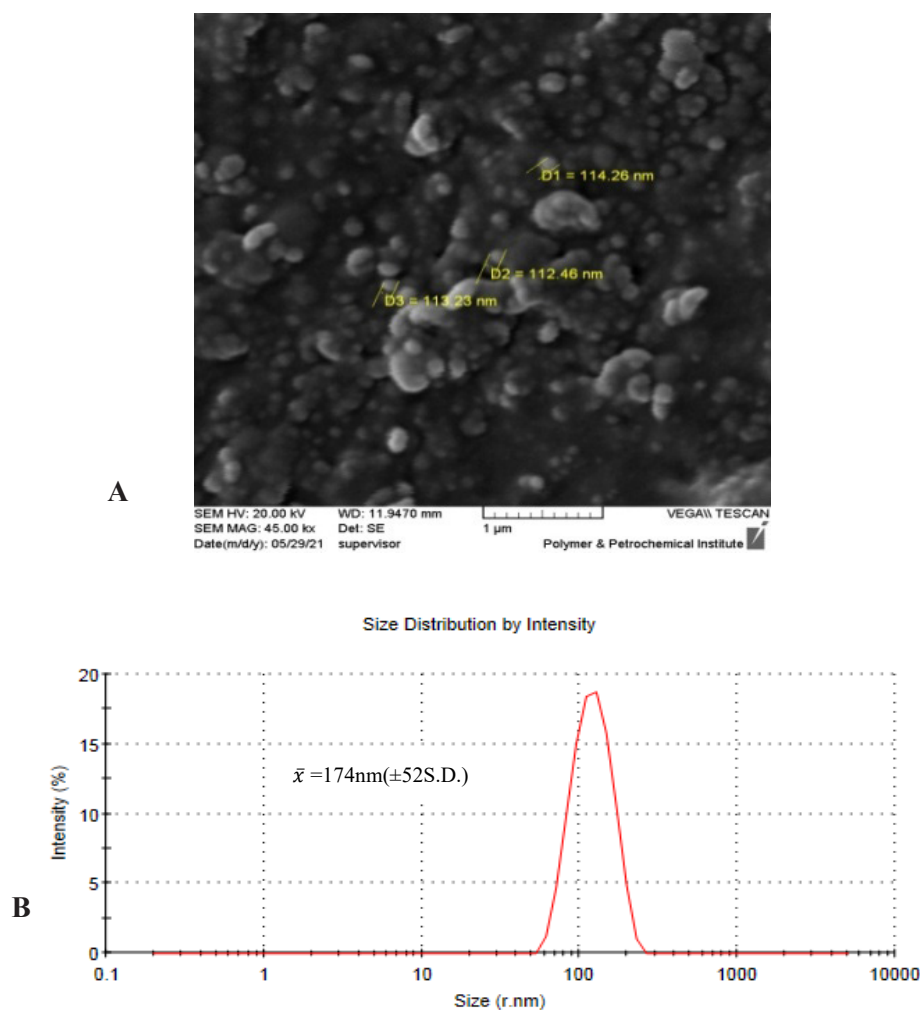 D1 = 114.26 nm
D2 = 112.46 nm
D3 = 113.23 nm
A
SEM HV: 20.00 kV WD: 11.9470 mm VEGA\\ TESCAN
SEM MAG: 45.00 kx Det: SE 1 μm
Date(m/d/y): 05/29/21 supervisor Polymer & Petrochemical Institute
Size Distribution by Intensity
20
15
10
5
0
Intensity (%)
x̄ =174nm(±52S.D.)
B
0.1 1 10 100 1000 10000
Size (r.nm)